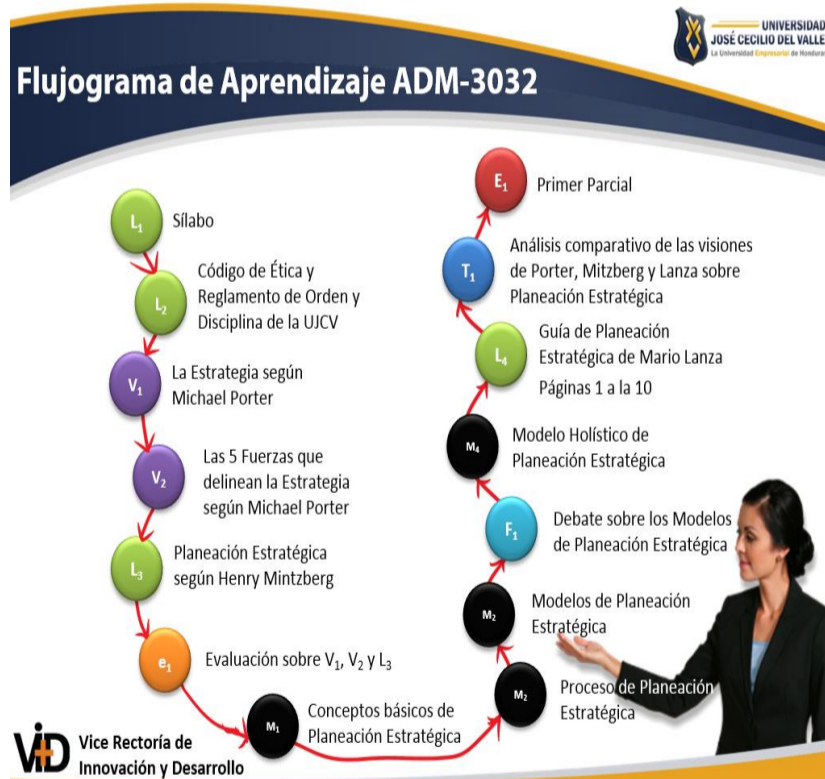 UNIVERSIDAD
JOSÉ CECILIO DEL VALLE
La Universidad Empresarial de Honduras
Flujograma de Aprendizaje ADM-3032
L1
Sílabo
L2
Código de Ética y
Reglamento de Orden y
Disciplina de la UJCV
V1
La Estrategia según
Michael Porter
V2
Las 5 Fuerzas que
delinean la Estrategia
según Michael Porter
L3
Planeación Estratégica
según Henry Mintzberg
e1
Evaluación sobre V1, V2 y L3
M1
Conceptos básicos de
Planeación Estratégica
M2
Proceso de Planeación
Estratégica
M2
Modelos de Planeación
Estratégica
F1
Debate sobre los Modelos
de Planeación Estratégica
M4
Modelo Holístico de
Planeación Estratégica
L4
Guía de Planeación
Estratégica de Mario Lanza
Páginas 1 a la 10
T1
Análisis comparativo de las visiones
de Porter, Mitzberg y Lanza sobre
Planeación Estratégica
E1
Primer Parcial
ViD
Vice Rectoría de
Innovación y Desarrollo